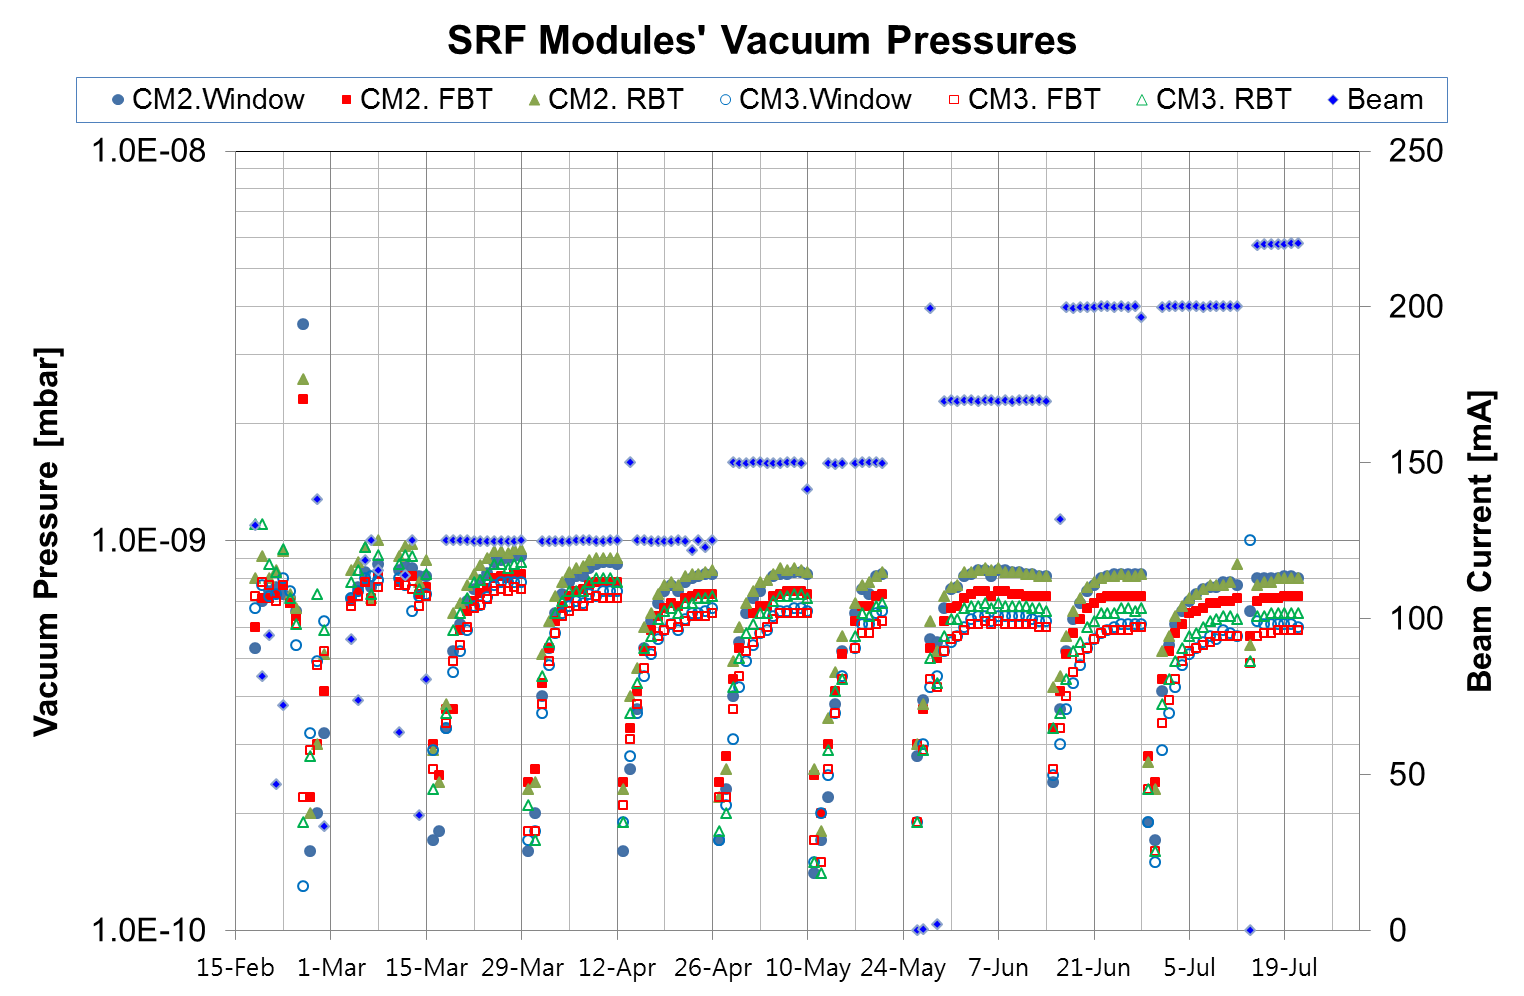 SRF Modules' Vacuum Pressures
CM2.Window CM2. FBT CM2. RBT CM3.Window CM3. FBT CM3. RBT Beam
1.0E-08
1.0E-09
1.0E-10
Vacuum Pressure [mbar]
250
200
150
100
50
0
Beam Current [mA]
15-Feb 1-Mar 15-Mar 29-Mar 12-Apr 26-Apr 10-May 24-May 7-Jun 21-Jun 5-Jul 19-Jul